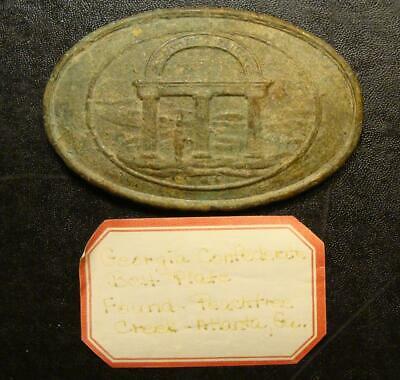 Georgia Confederate
Belt Plate
Found - Peachtree
Creek - Atlanta, Ga.